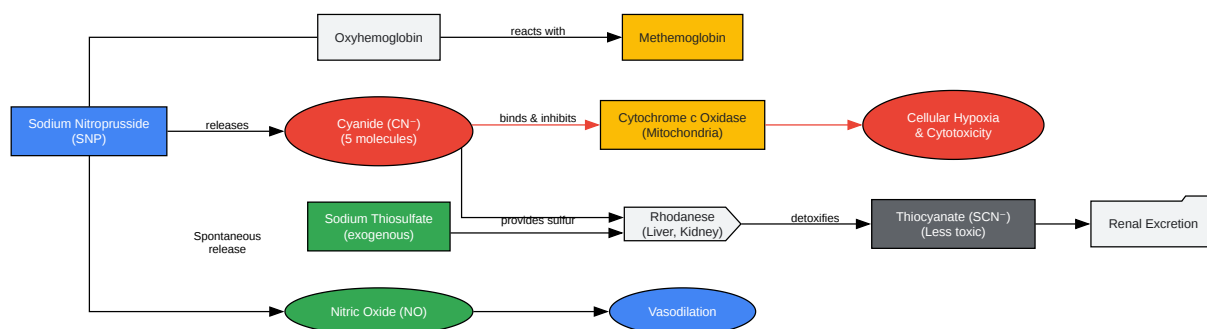 Oxyhemoglobin
reacts with
Methemoglobin
Sodium Nitroprusside
(SNP)
releases
Cyanide (CN⁻)
(5 molecules)
binds & inhibits
Cytochrome c Oxidase
(Mitochondria)
Cellular Hypoxia
& Cytotoxicity
Sodium Thiosulfate
(exogenous)
provides sulfur
Rhodanese
(Liver, Kidney)
detoxifies
Thiocyanate (SCN⁻)
(Less toxic)
Renal Excretion
Spontaneous
release
Nitric Oxide (NO)
Vasodilation